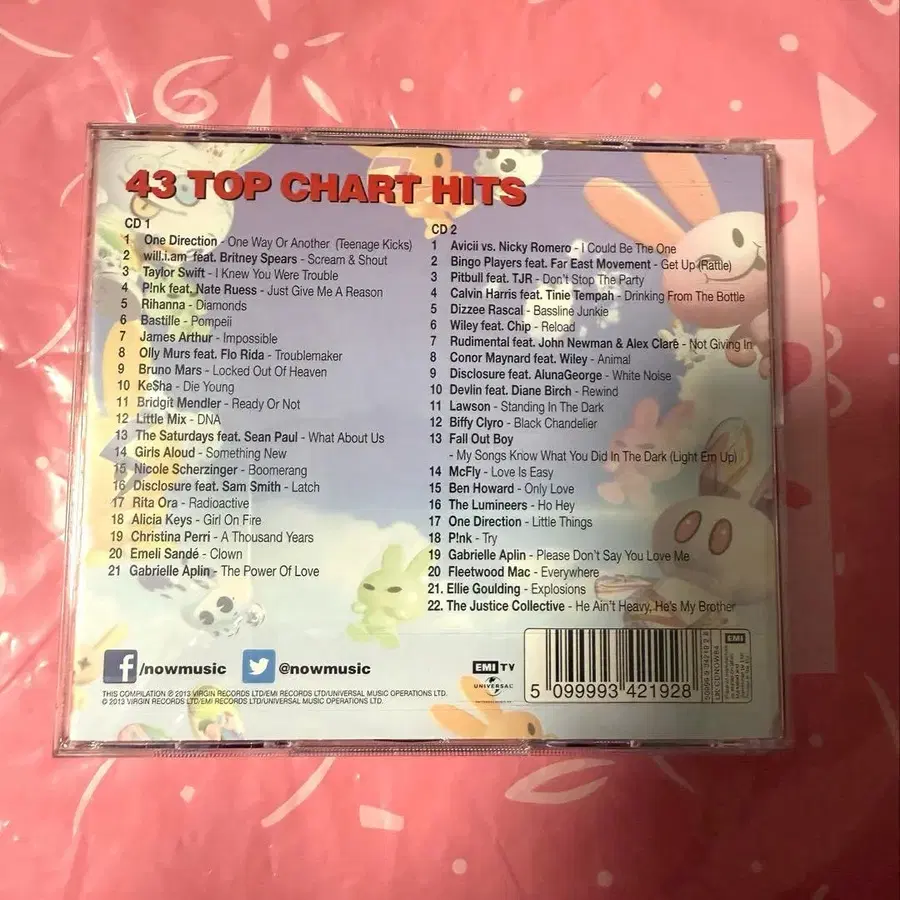 43 TOP CHART HITS
CD 1
1 One Direction - One Way Or Another (Teenage Kicks)
2 will.i.am feat. Britney Spears - Scream & Shout
3 Taylor Swift - I Knew You Were Trouble
4 P!nk feat. Nate Ruess - Just Give Me A Reason
5 Rihanna - Diamonds
6 Bastille - Pompeii
7 James Arthur - Impossible
8 Olly Murs feat. Flo Rida - Troublemaker
9 Bruno Mars - Locked Out Of Heaven
10 Ke$ha - Die Young
11 Bridgit Mendler - Ready Or Not
12 Little Mix - DNA
13 The Saturdays feat. Sean Paul - What About Us
14 Girls Aloud - Something New
15 Nicole Scherzinger - Boomerang
16 Disclosure feat. Sam Smith - Latch
17 Rita Ora - Radioactive
18 Alicia Keys - Girl On Fire
19 Christina Perri - A Thousand Years
20 Emeli Sandé - Clown
21 Gabrielle Aplin - The Power Of Love
CD 2
1 Avicii vs. Nicky Romero - I Could Be The One
2 Bingo Players feat. Far East Movement - Get Up (Rattle)
3 Pitbull feat. TJR - Don't Stop The Party
4 Calvin Harris feat. Tinie Tempah - Drinking From The Bottle
5 Dizzee Rascal - Bassline Junkie
6 Wiley feat. Chip - Reload
7 Rudimental feat. John Newman & Alex Clare - Not Giving In
8 Conor Maynard feat. Wiley - Animal
9 Disclosure feat. AlunaGeorge - White Noise
10 Devlin feat. Diane Birch - Rewind
11 Lawson - Standing In The Dark
12 Biffy Clyro - Black Chandelier
13 Fall Out Boy
- My Songs Know What You Did In The Dark (Light Em Up)
14 McFly - Love Is Easy
15 Ben Howard - Only Love
16 The Lumineers - Ho Hey
17 One Direction - Little Things
18 P!nk - Try
19 Gabrielle Aplin - Please Don't Say You Love Me
20 Fleetwood Mac - Everywhere
21. Ellie Goulding - Explosions
22. The Justice Collective - He Ain't Heavy, He's My Brother
f /nowmusic
@nowmusic
EMI TV
UNIVERSAL
5 099993 421928
EMI
THIS COMPILATION ℗ 2013 VIRGIN RECORDS LTD/EMI RECORDS LTD/UNIVERSAL MUSIC OPERATIONS LTD.
© 2013 VIRGIN RECORDS LTD/EMI RECORDS LTD/UNIVERSAL MUSIC OPERATIONS LTD.